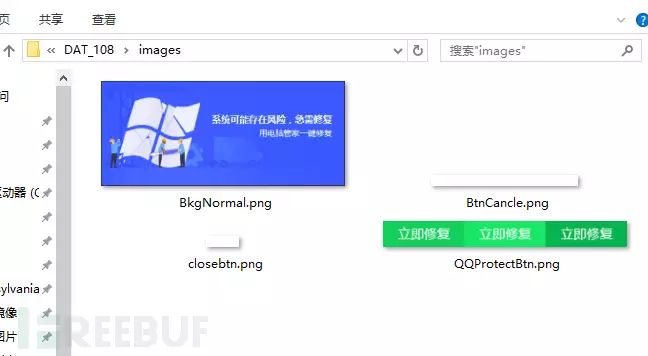 页
共享
查看
DAT_108
images
搜索"images"
问
系统可能存在风险，急需修复
用电脑管家一键修复
BkgNormal.png
BtnCancle.png
驱动器 (C
立即修复 立即修复 立即修复
closebtn.png
QQProtectBtn.png
sylvania
镜像
图片
REEBUF